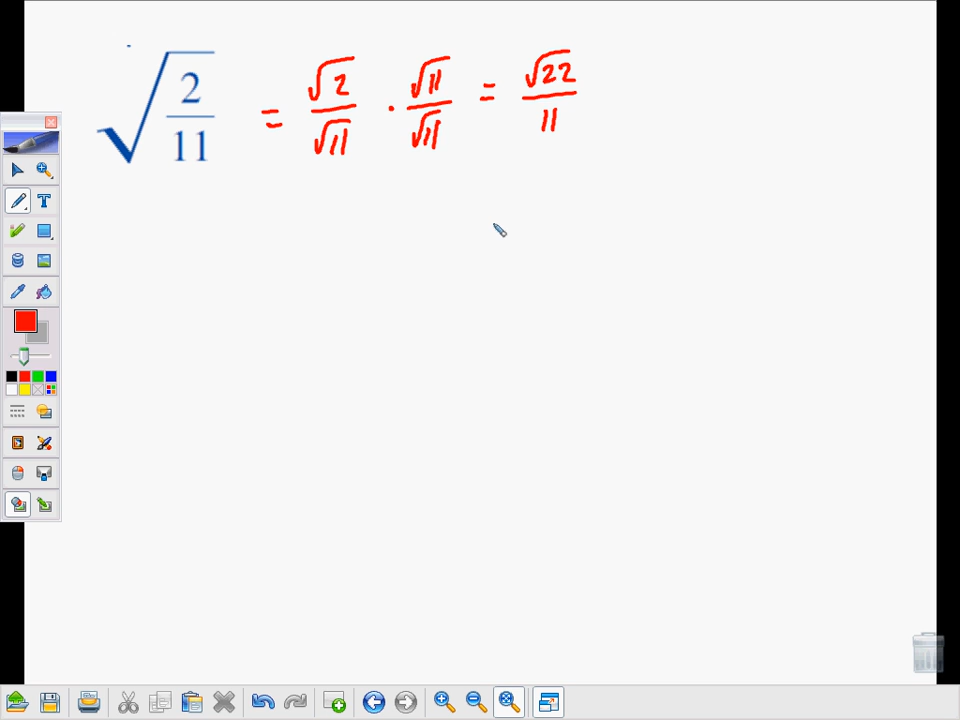 √(2/11) = √2/√11 · √11/√11 = √22/11
T